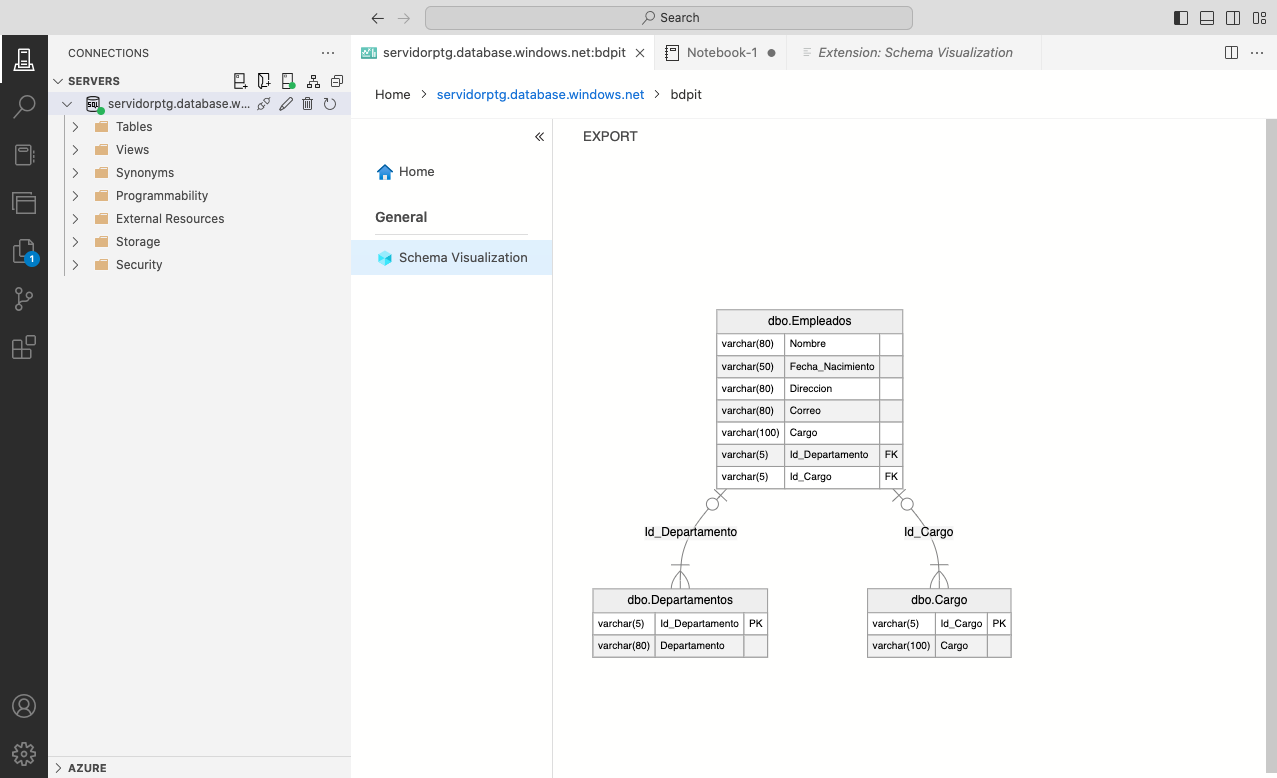 Search
CONNECTIONS
SERVERS
servidorptg.database.w...
Tables
Views
Synonyms
Programmability
External Resources
Storage
Security
1
AZURE
servidorptg.database.windows.net:bdpit
Notebook-1
Extension: Schema Visualization
Home > servidorptg.database.windows.net > bdpit
Home
General
Schema Visualization
EXPORT
dbo.Empleados
varchar(80) Nombre
varchar(50) Fecha_Nacimiento
varchar(80) Direccion
varchar(80) Correo
varchar(100) Cargo
varchar(5) Id_Departamento FK
varchar(5) Id_Cargo FK
Id_Departamento
Id_Cargo
dbo.Departamentos
varchar(5) Id_Departamento PK
varchar(80) Departamento
dbo.Cargo
varchar(5) Id_Cargo PK
varchar(100) Cargo